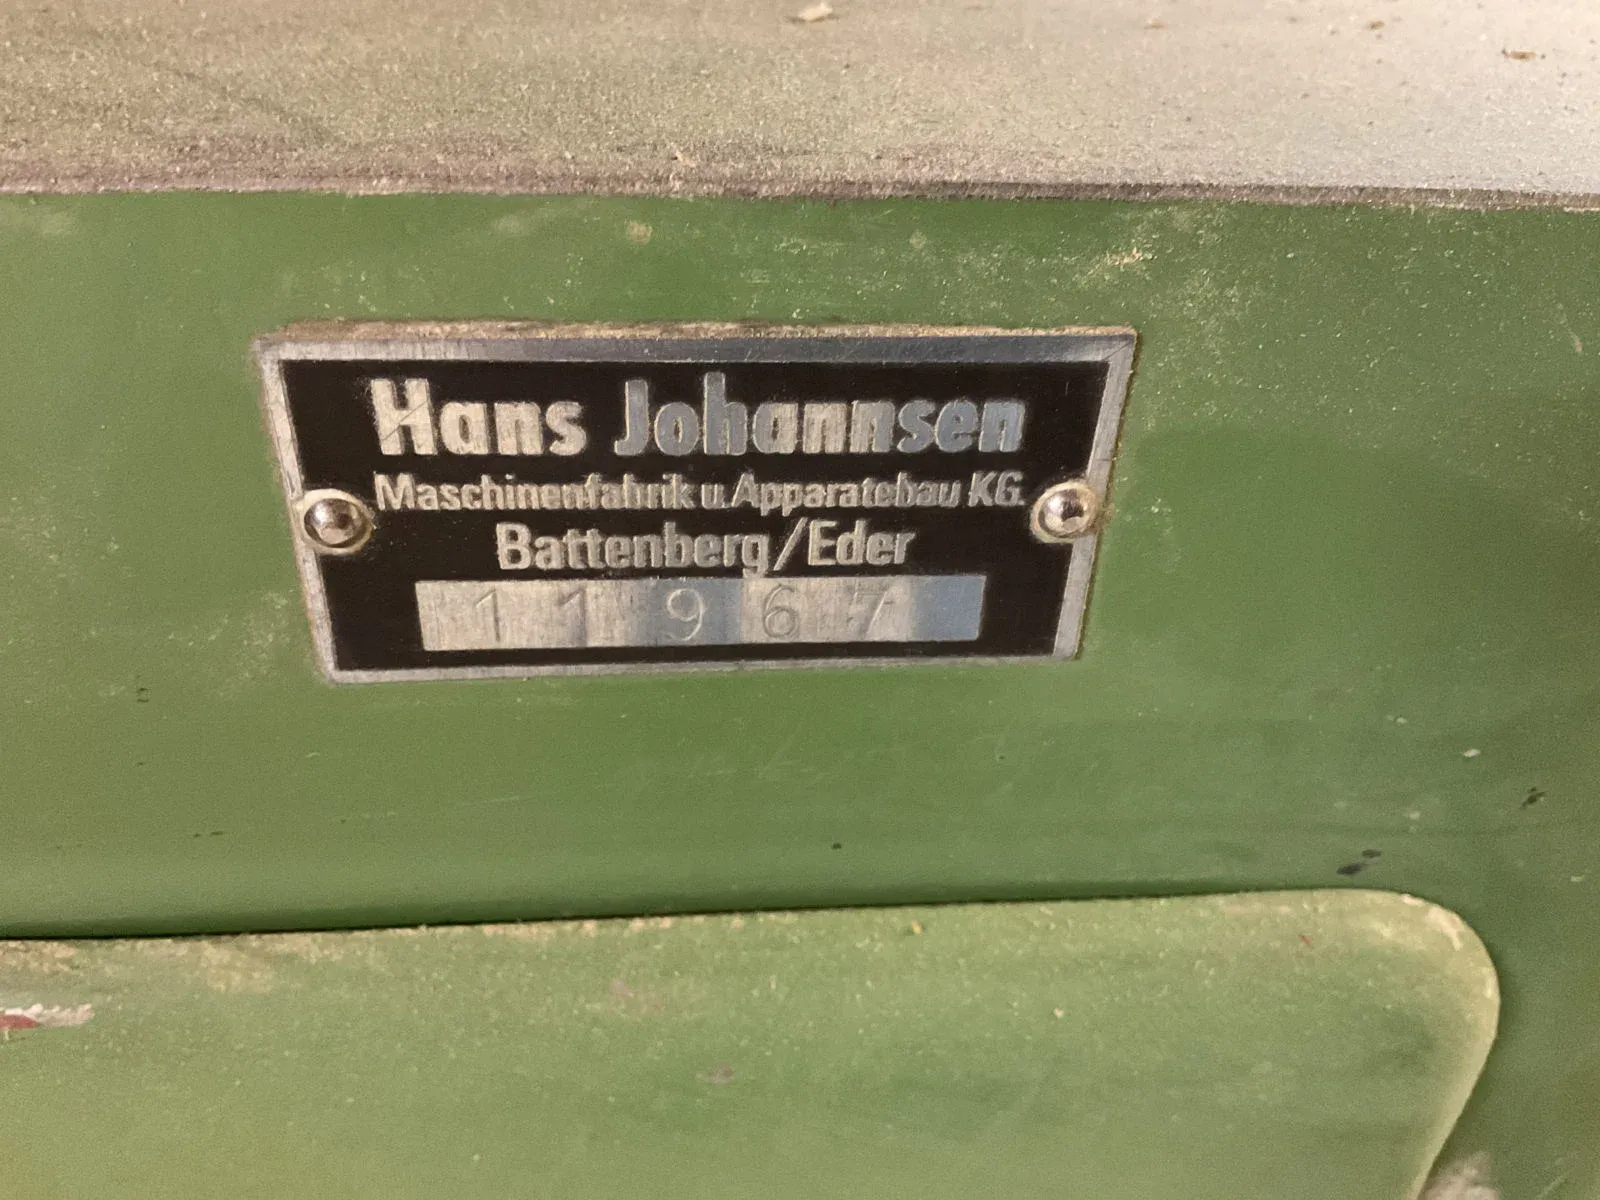 Hans Johannsen
Maschinenfabrik u. Apparatebau KG.
Battenberg/Eder
11967